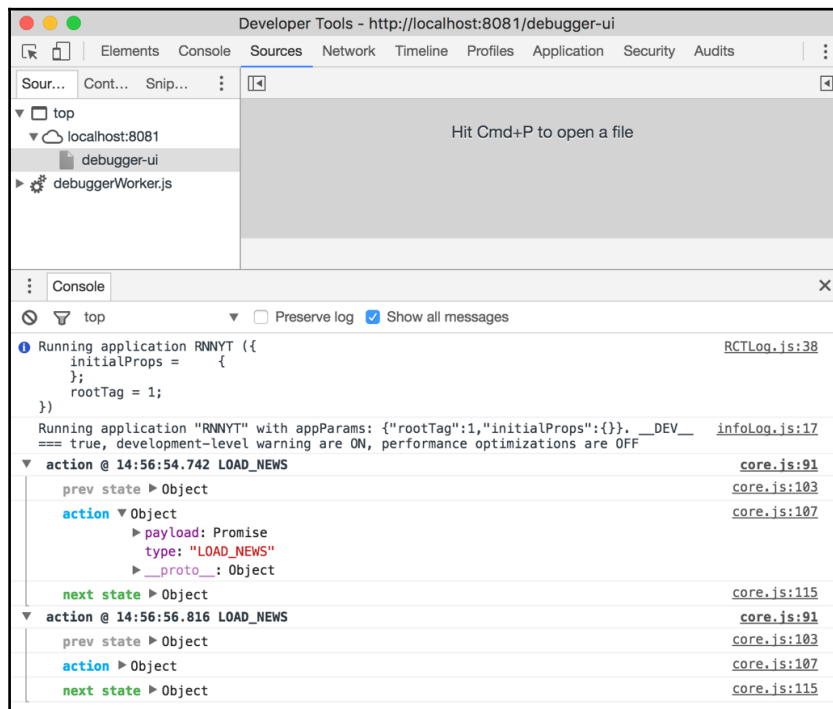 Developer Tools - http://localhost:8081/debugger-ui
Elements Console Sources Network Timeline Profiles Application Security Audits
Sour... Cont... Snip...
top
Hit Cmd+P to open a file
localhost:8081
debugger-ui
debuggerWorker.js
Console
top Preserve log Show all messages
Running application RNNYT ({ RCTLog.js:38
initialProps = {
};
rootTag = 1;
})
Running application "RNNYT" with appParams: {"rootTag":1,"initialProps":{}}. __DEV__ infoLog.js:17
=== true, development-level warning are ON, performance optimizations are OFF
action @ 14:56:54.742 LOAD_NEWS core.js:91
prev state Object core.js:103
action Object core.js:107
payload: Promise
type: "LOAD_NEWS"
__proto__: Object
next state Object core.js:115
action @ 14:56:56.816 LOAD_NEWS core.js:91
prev state Object core.js:103
action Object core.js:107
next state Object core.js:115